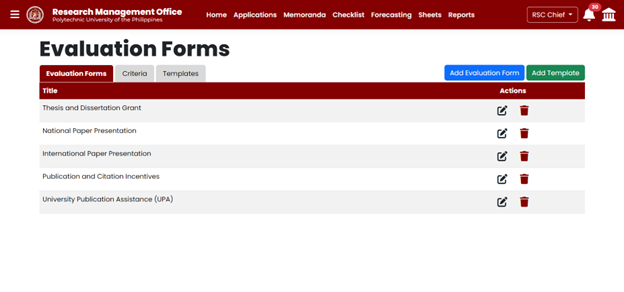 Research Management Office
Polytechnic University of the Philippines
Home Applications Memoranda Checklist Forecasting Sheets Reports
RSC Chief
30
Evaluation Forms
Evaluation Forms Criteria Templates
Add Evaluation Form Add Template
Title Actions
Thesis and Dissertation Grant
National Paper Presentation
International Paper Presentation
Publication and Citation Incentives
University Publication Assistance (UPA)